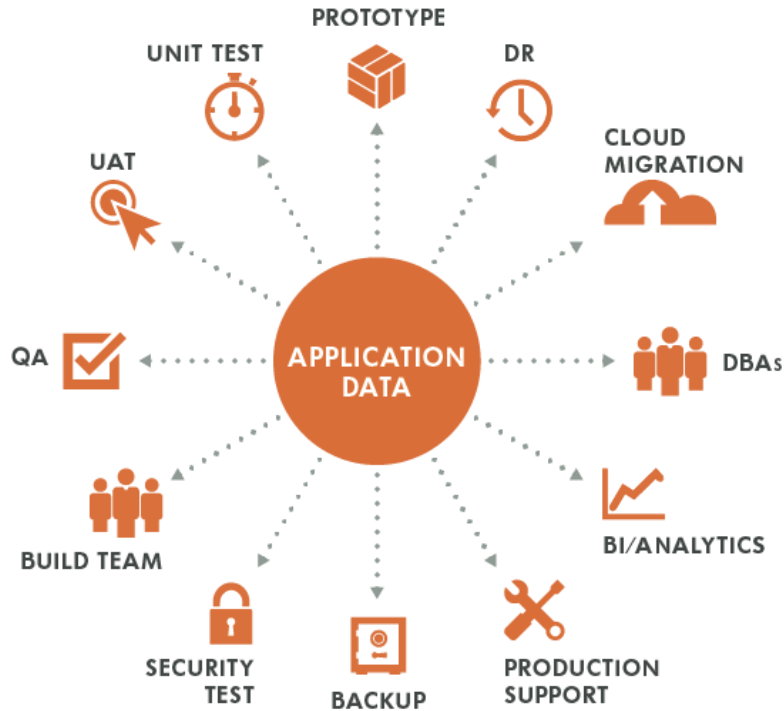 PROTOTYPE
UNIT TEST
DR
CLOUD
MIGRATION
UAT
QA
APPLICATION
DATA
DBAs
BUILD TEAM
BI/ANALYTICS
SECURITY
TEST
BACKUP
PRODUCTION
SUPPORT